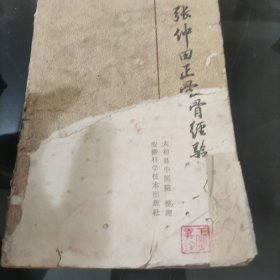 张仲田正骨经验
太和县中医院 整理
安徽科学技术出版社